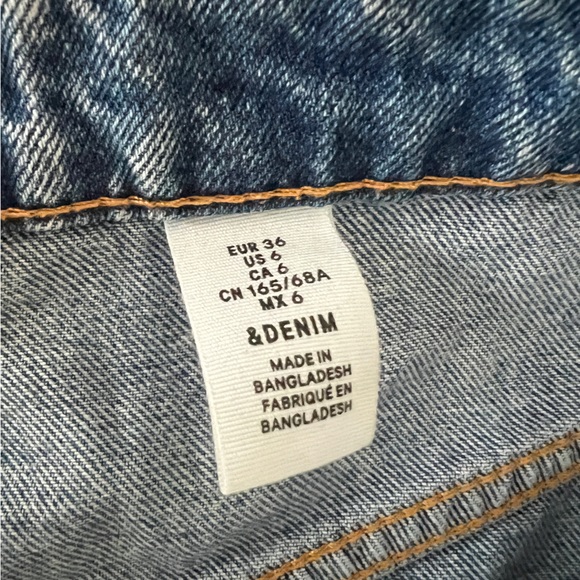 EUR 36
US 6
CA 6
CN 165/68A
MX 6
&DENIM
MADE IN
BANGLADESH
FABRIQUÉ EN
BANGLADESH